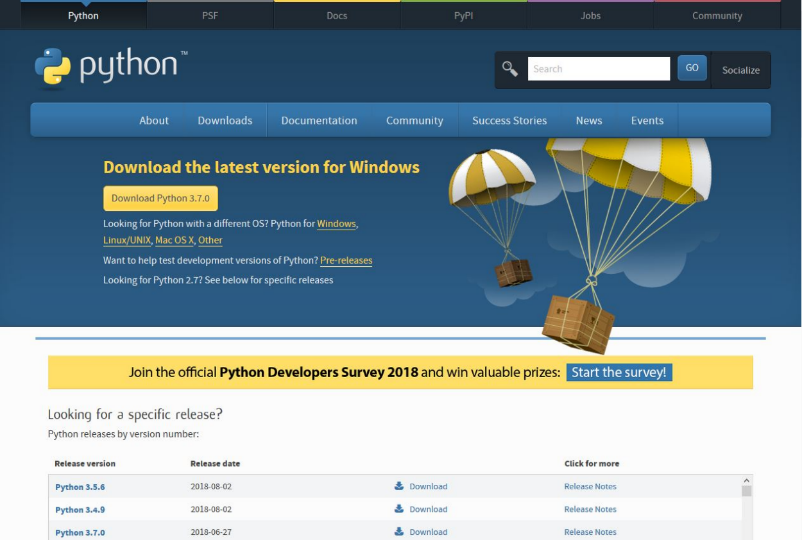 Python PSF Docs PyPI Jobs Community
python™
Search GO Socialize
About Downloads Documentation Community Success Stories News Events
Download the latest version for Windows
Download Python 3.7.0
Looking for Python with a different OS? Python for Windows,
Linux/UNIX, Mac OS X, Other
Want to help test development versions of Python? Pre-releases
Looking for Python 2.7? See below for specific releases
Join the official Python Developers Survey 2018 and win valuable prizes: Start the survey!
Looking for a specific release?
Python releases by version number:
Release version Release date Click for more
Python 3.5.6 2018-08-02 Download Release Notes
Python 3.4.9 2018-08-02 Download Release Notes
Python 3.7.0 2018-06-27 Download Release Notes